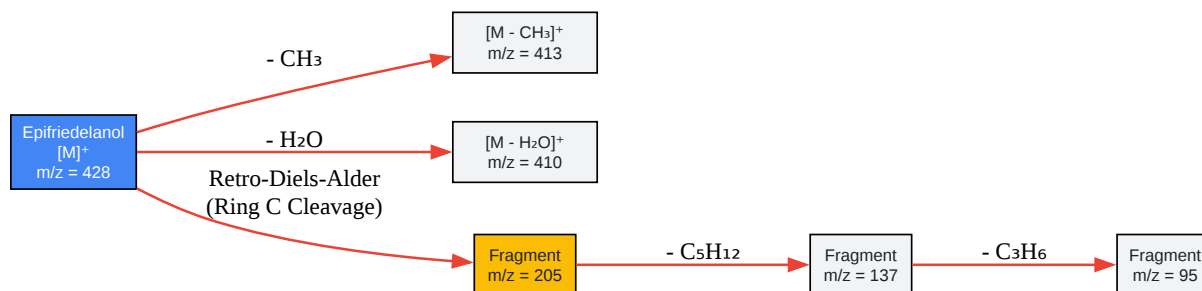 [M - CH₃]⁺
m/z = 413
- CH₃
Epifriedelanol
[M]⁺
m/z = 428
- H₂O
[M - H₂O]⁺
m/z = 410
Retro-Diels-Alder
(Ring C Cleavage)
Fragment
m/z = 205
- C₅H₁₂
Fragment
m/z = 137
- C₃H₆
Fragment
m/z = 95